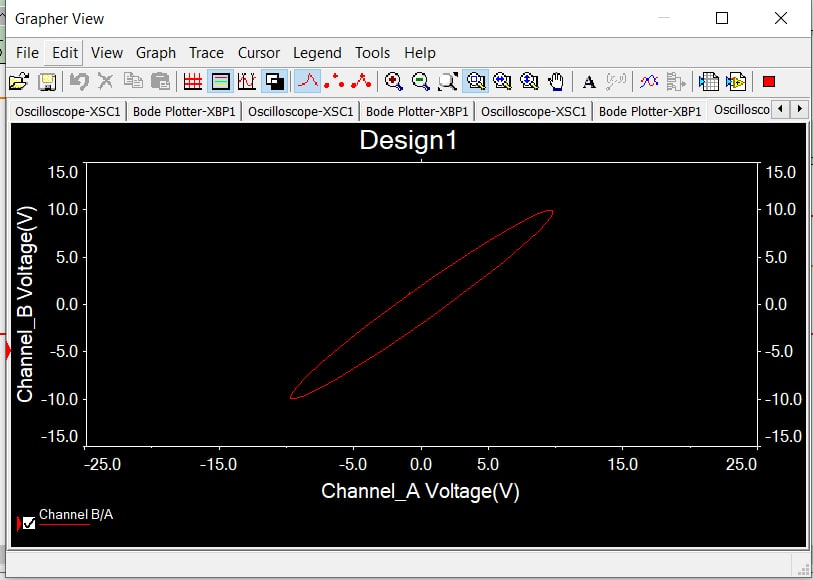 Grapher View
File Edit View Graph Trace Cursor Legend Tools Help
A
Oscilloscope-XSC1 Bode Plotter-XBP1 Oscilloscope-XSC1 Bode Plotter-XBP1 Oscilloscope-XSC1 Bode Plotter-XBP1 Oscillosco
Design1
15.0 15.0
10.0 10.0
5.0 5.0
0.0 0.0
-5.0 -5.0
-10.0 -10.0
-15.0 -15.0
Channel_B Voltage(V)
-25.0 -15.0 -5.0 0.0 5.0 15.0 25.0
Channel_A Voltage(V)
Channel B/A